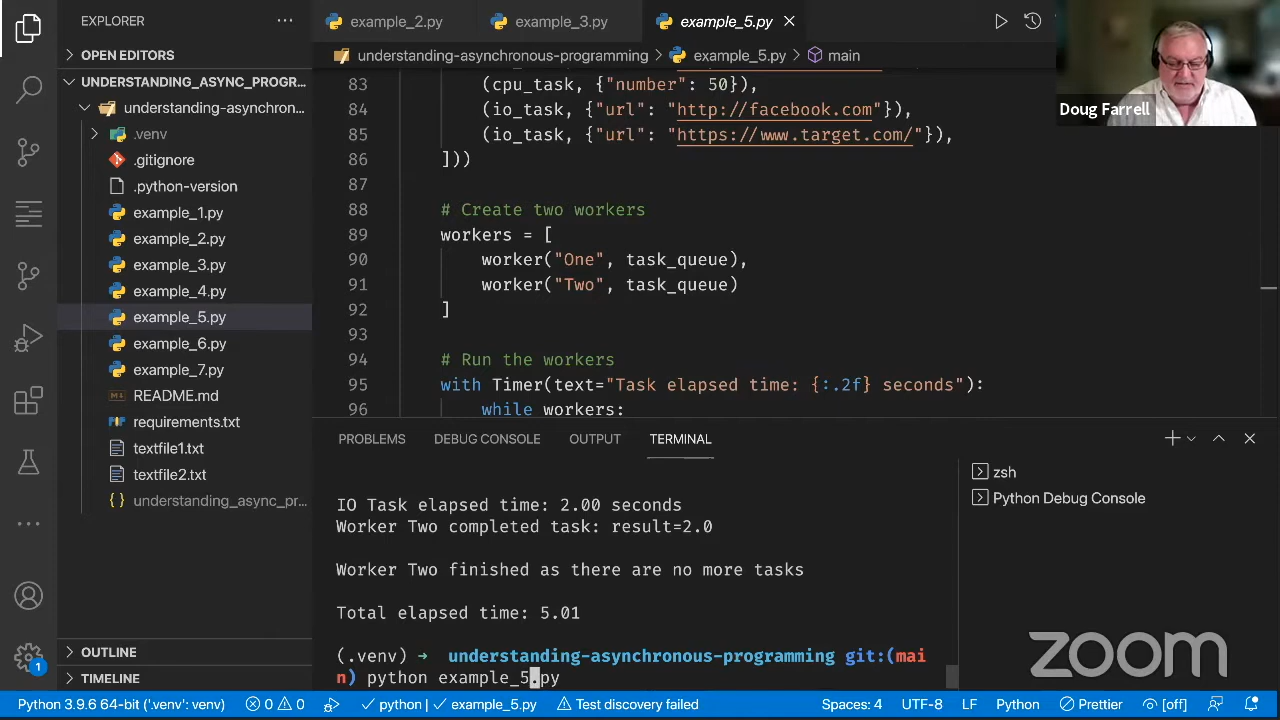 EXPLORER
OPEN EDITORS
UNDERSTANDING_ASYNC_PROGR...
understanding-asynchron...
.venv
.gitignore
.python-version
example_1.py
example_2.py
example_3.py
example_4.py
example_5.py
example_6.py
example_7.py
README.md
requirements.txt
textfile1.txt
textfile2.txt
understanding_async_pr...
OUTLINE
TIMELINE
1
example_2.py example_3.py example_5.py
understanding-asynchronous-programming > example_5.py > main
83 (cpu_task, {"number": 50}),
84 (io_task, {"url": "http://facebook.com"}),
85 (io_task, {"url": "https://www.target.com/"}),
86 ]))
87
88 # Create two workers
89 workers = [
90 worker("One", task_queue),
91 worker("Two", task_queue)
92 ]
93
94 # Run the workers
95 with Timer(text="Task elapsed time: {:.2f} seconds"):
96 while workers:
Doug Farrell
PROBLEMS DEBUG CONSOLE OUTPUT TERMINAL
IO Task elapsed time: 2.00 seconds
Worker Two completed task: result=2.0
Worker Two finished as there are no more tasks
Total elapsed time: 5.01
(.venv) → understanding-asynchronous-programming git:(mai
n) python example_5.py
zsh
Python Debug Console
zoom
Python 3.9.6 64-bit ('.venv': venv) 0 0 python | example_5.py Test discovery failed Spaces: 4 UTF-8 LF Python Prettier [off]